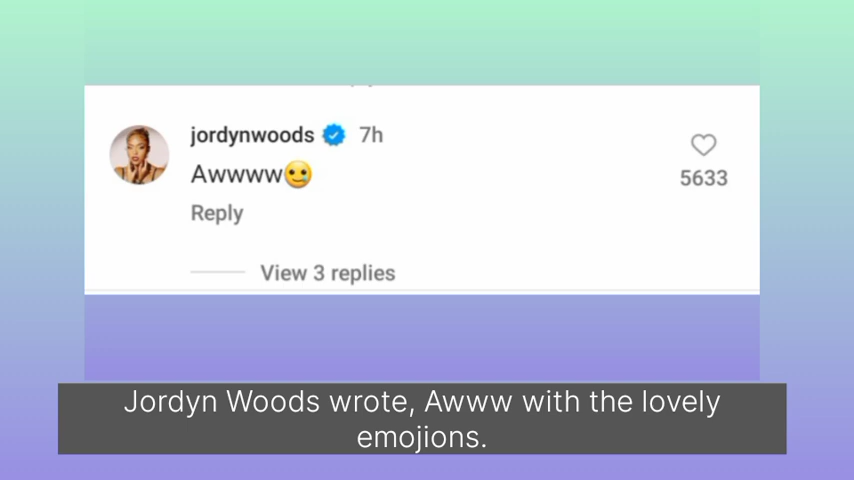 jordynwoods 7h
Awwww🥲
5633
Reply
View 3 replies
Jordyn Woods wrote, Awww with the lovely
emojions.